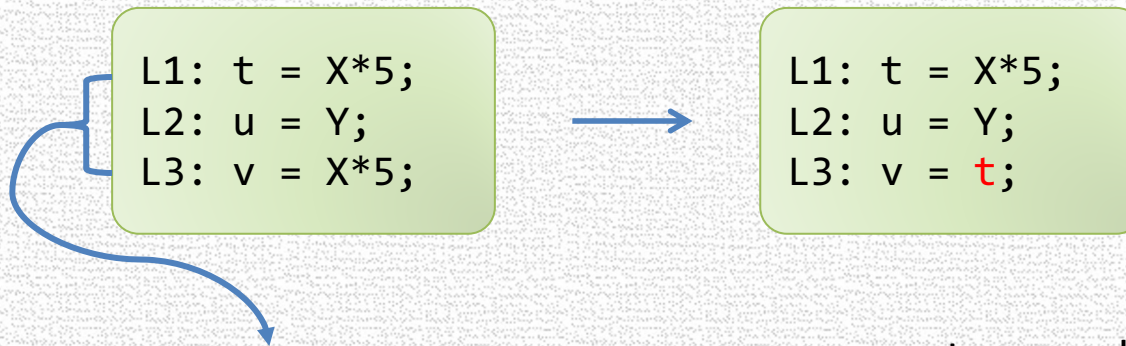 L1: t = X*5;
L2: u = Y;
L3: v = X*5;
L1: t = X*5;
L2: u = Y;
L3: v = t;